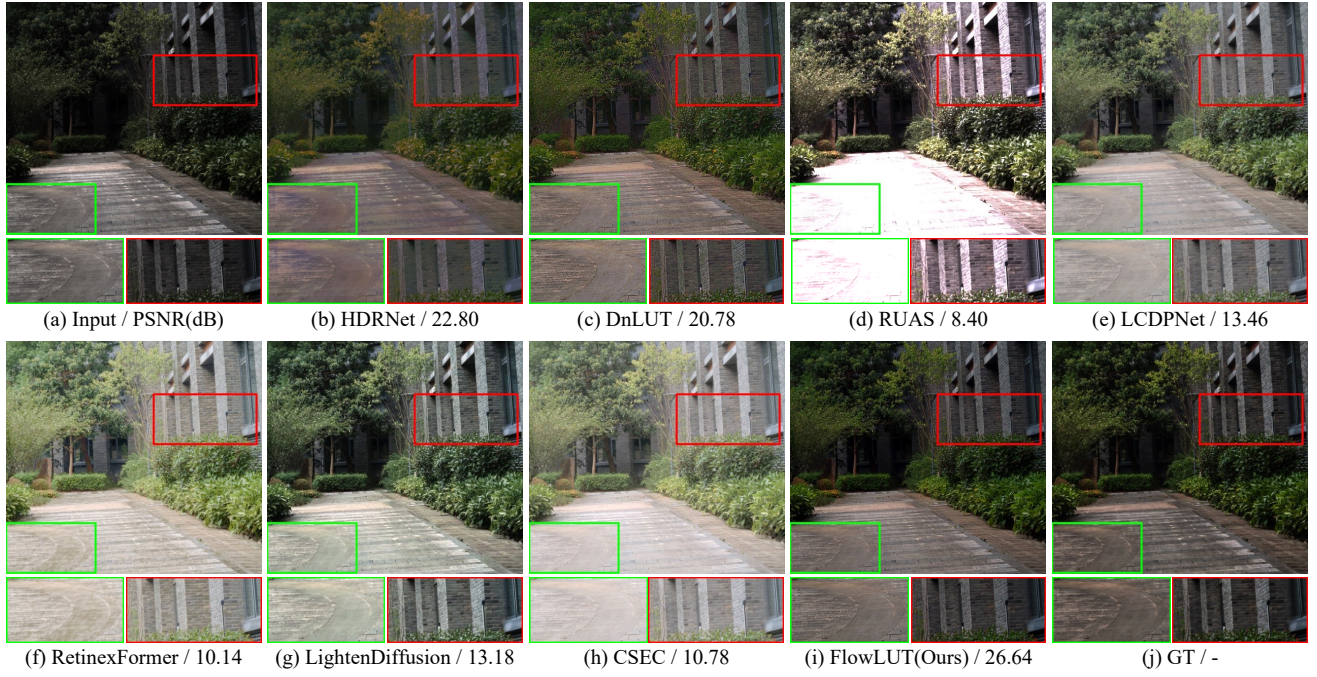 (a) Input / PSNR(dB)
(b) HDRNet / 22.80
(c) DnLUT / 20.78
(d) RUAS / 8.40
(e) LCDPNet / 13.46
(f) RetinexFormer / 10.14
(g) LightenDiffusion / 13.18
(h) CSEC / 10.78
(i) FlowLUT(Ours) / 26.64
(j) GT / -